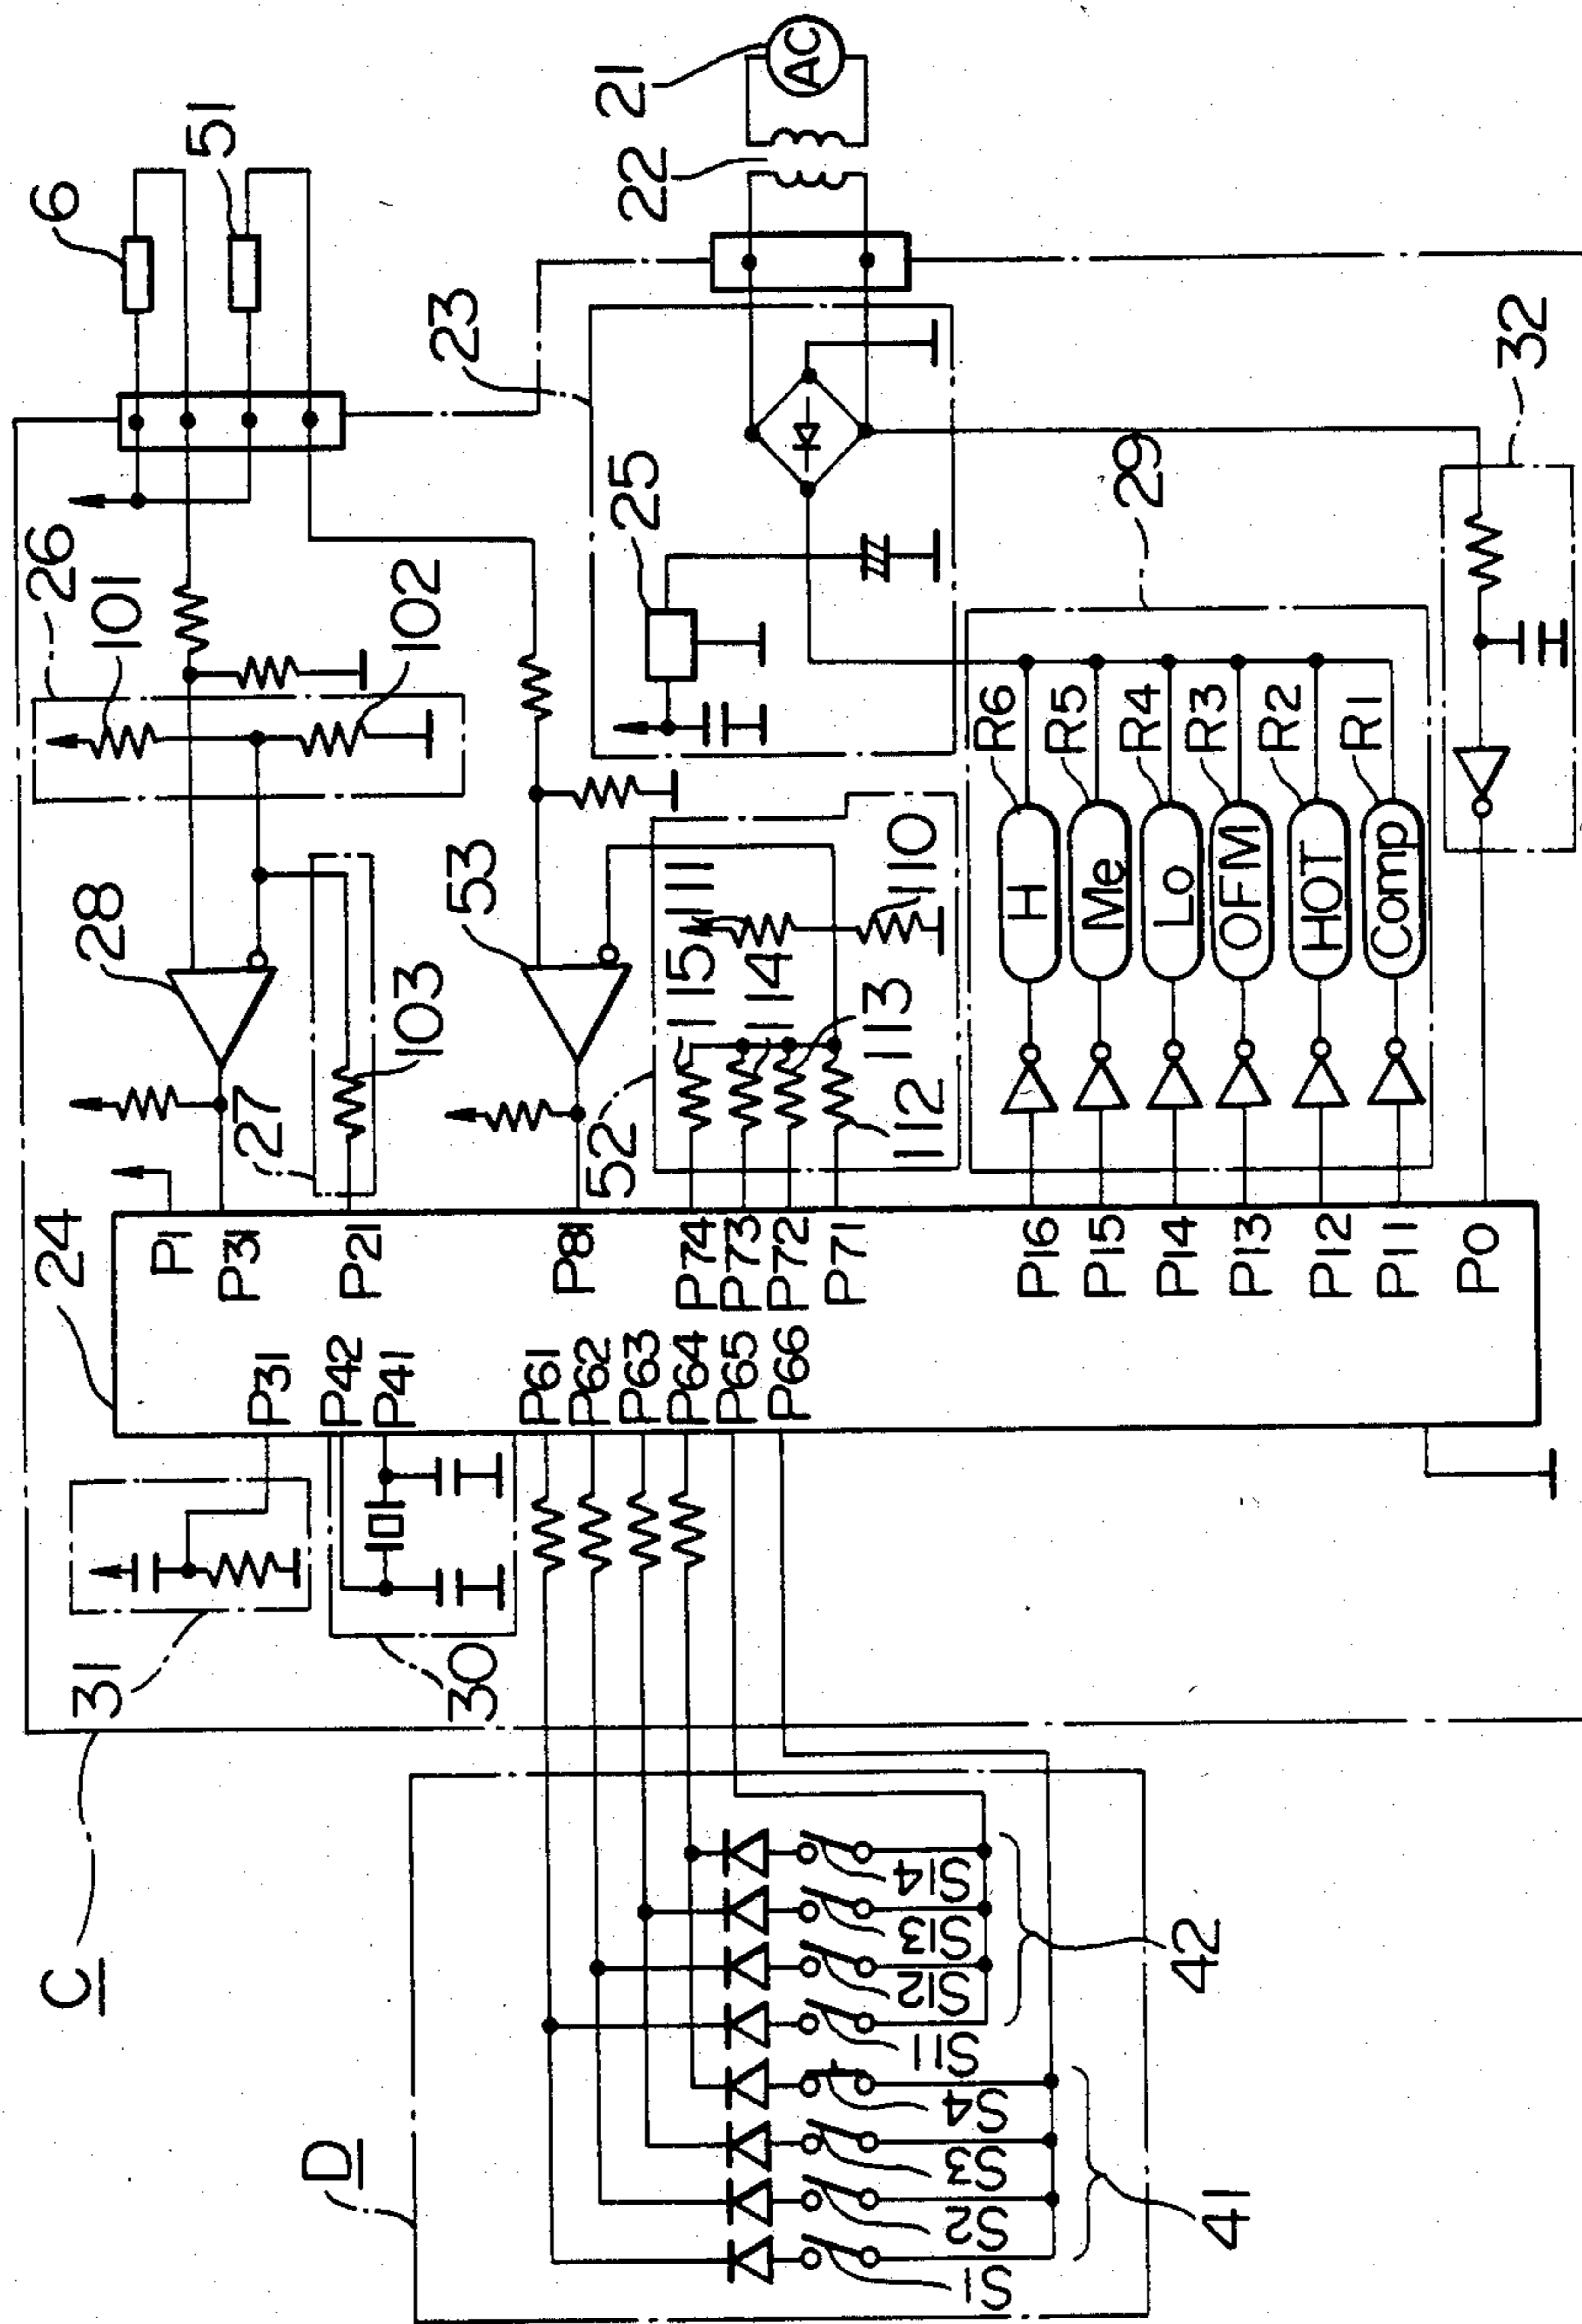 6
51
21
AC
22
26
101
102
23
25
32
29
28
53
27
103
52
115
111
114
110
113
112
R6
R5
R4
R3
R2
R1
H
Me
Lo
OFM
HOT
Comp
24
P1
P31
P21
P81
P74
P73
P72
P71
P16
P15
P14
P13
P12
P11
P0
P31
P42
P41
P61
P62
P63
P64
P65
P66
31
30
C
D
S14
S13
S12
S11
S4
S3
S2
S1
42
41